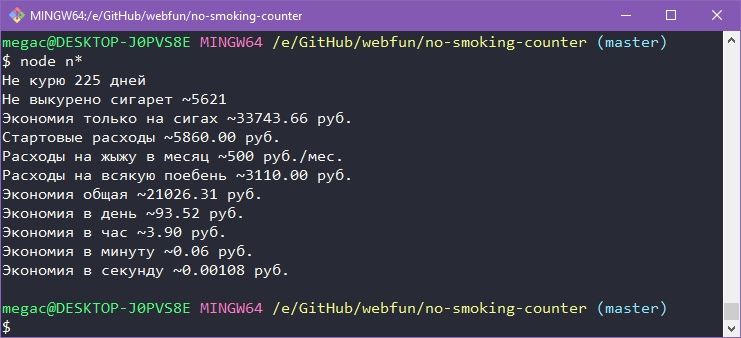 MINGW64:/e/GitHub/webfun/no-smoking-counter
megac@DESKTOP-J0PVS8E MINGW64 /e/GitHub/webfun/no-smoking-counter (master)
$ node n*
Не курю 225 дней
Не выкурено сигарет ~5621
Экономия только на сигах ~33743.66 руб.
Стартовые расходы ~5860.00 руб.
Расходы на жыжу в месяц ~500 руб./мес.
Расходы на всякую поебень ~3110.00 руб.
Экономия общая ~21026.31 руб.
Экономия в день ~93.52 руб.
Экономия в час ~3.90 руб.
Экономия в минуту ~0.06 руб.
Экономия в секунду ~0.00108 руб.
megac@DESKTOP-J0PVS8E MINGW64 /e/GitHub/webfun/no-smoking-counter (master)
$